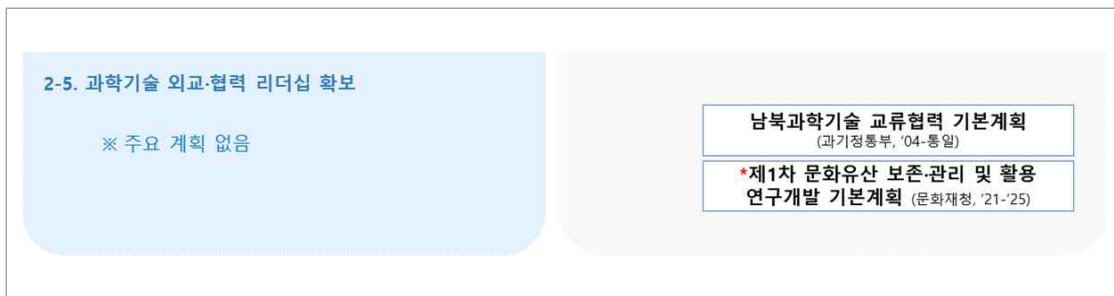 2-5. 과학기술 외교·협력 리더십 확보
※ 주요 계획 없음
남북과학기술 교류협력 기본계획
(과기정통부, '04-통일)
*제1차 문화유산 보존·관리 및 활용
연구개발 기본계획 (문화재청, '21-'25)